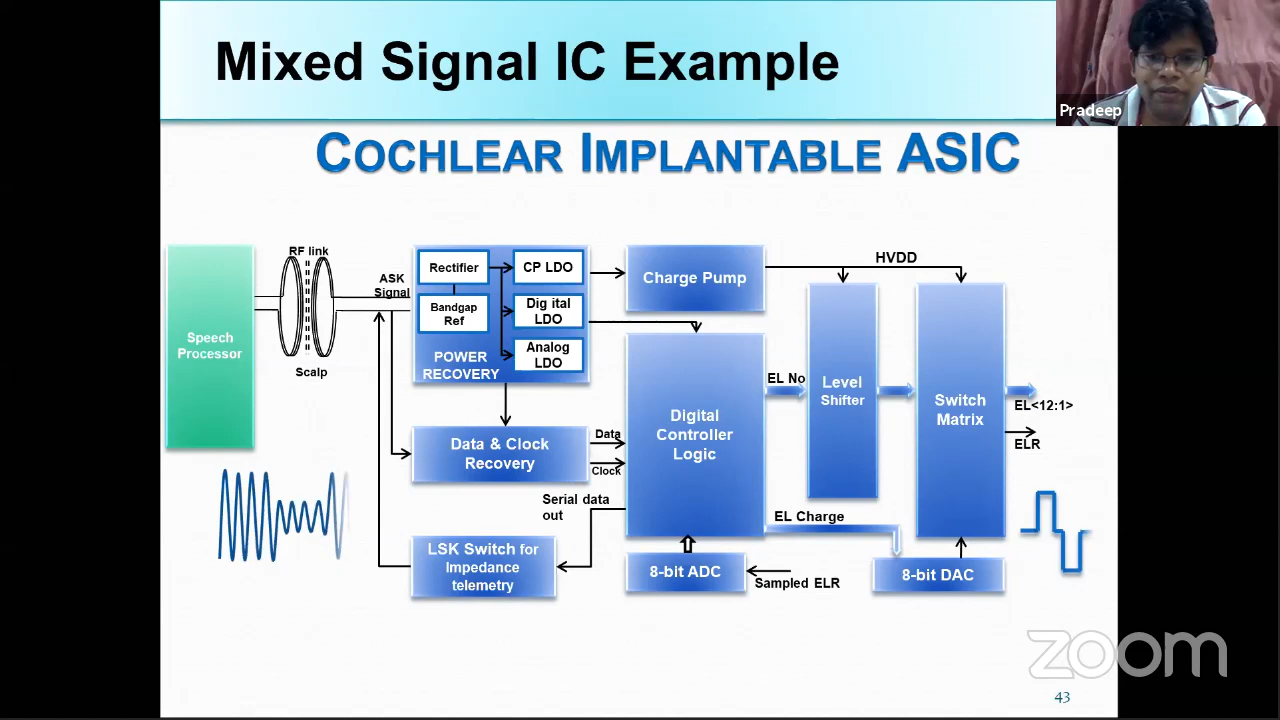 Mixed Signal IC Example
Pradeep
COCHLEAR IMPLANTABLE ASIC
RF link
Scalp
Speech
Processor
ASK
Signal
Rectifier
Bandgap
Ref
CP LDO
Dig ital
LDO
Analog
LDO
POWER
RECOVERY
Charge Pump
HVDD
Data & Clock
Recovery
Data
Clock
Serial data
out
Digital
Controller
Logic
EL No
Level
Shifter
Switch
Matrix
EL<12:1>
ELR
EL Charge
LSK Switch for
Impedance
telemetry
8-bit ADC
Sampled ELR
8-bit DAC
zoom
43